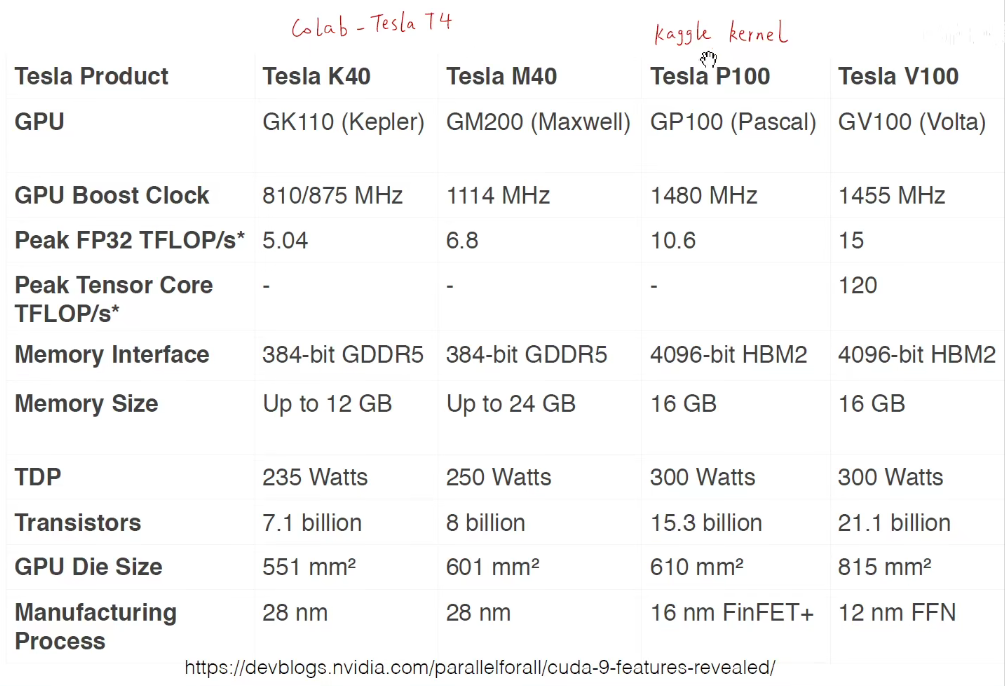 Colab - Tesla T4
kaggle kernel
Tesla Product Tesla K40 Tesla M40 Tesla P100 Tesla V100
GPU GK110 (Kepler) GM200 (Maxwell) GP100 (Pascal) GV100 (Volta)
GPU Boost Clock 810/875 MHz 1114 MHz 1480 MHz 1455 MHz
Peak FP32 TFLOP/s* 5.04 6.8 10.6 15
Peak Tensor Core - - - 120
TFLOP/s*
Memory Interface 384-bit GDDR5 384-bit GDDR5 4096-bit HBM2 4096-bit HBM2
Memory Size Up to 12 GB Up to 24 GB 16 GB 16 GB
TDP 235 Watts 250 Watts 300 Watts 300 Watts
Transistors 7.1 billion 8 billion 15.3 billion 21.1 billion
GPU Die Size 551 mm² 601 mm² 610 mm² 815 mm²
Manufacturing 28 nm 28 nm 16 nm FinFET+ 12 nm FFN
Process
https://devblogs.nvidia.com/parallelforall/cuda-9-features-revealed/